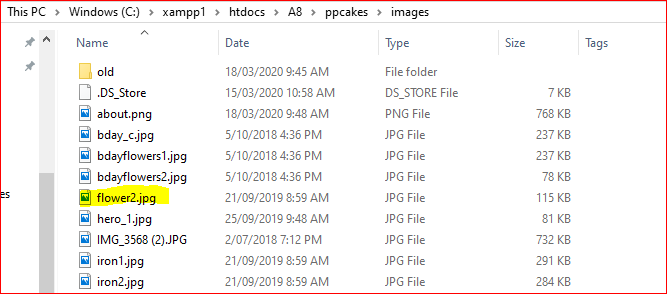 This PC > Windows (C:) > xampp1 > htdocs > A8 > ppcakes > images
Name Date Type Size Tags
old 18/03/2020 9:45 AM File folder
.DS_Store 15/03/2020 10:58 AM DS_STORE File 7 KB
about.png 18/03/2020 9:48 AM PNG File 768 KB
bday_c.jpg 5/10/2018 4:36 PM JPG File 237 KB
bdayflowers1.jpg 5/10/2018 4:36 PM JPG File 237 KB
bdayflowers2.jpg 5/10/2018 4:36 PM JPG File 78 KB
es flower2.jpg 21/09/2019 8:59 AM JPG File 115 KB
hero_1.jpg 25/09/2019 9:48 AM JPG File 81 KB
IMG_3568 (2).JPG 2/07/2018 7:12 PM JPG File 732 KB
iron1.jpg 21/09/2019 8:59 AM JPG File 291 KB
iron2.jpg 21/09/2019 8:59 AM JPG File 284 KB